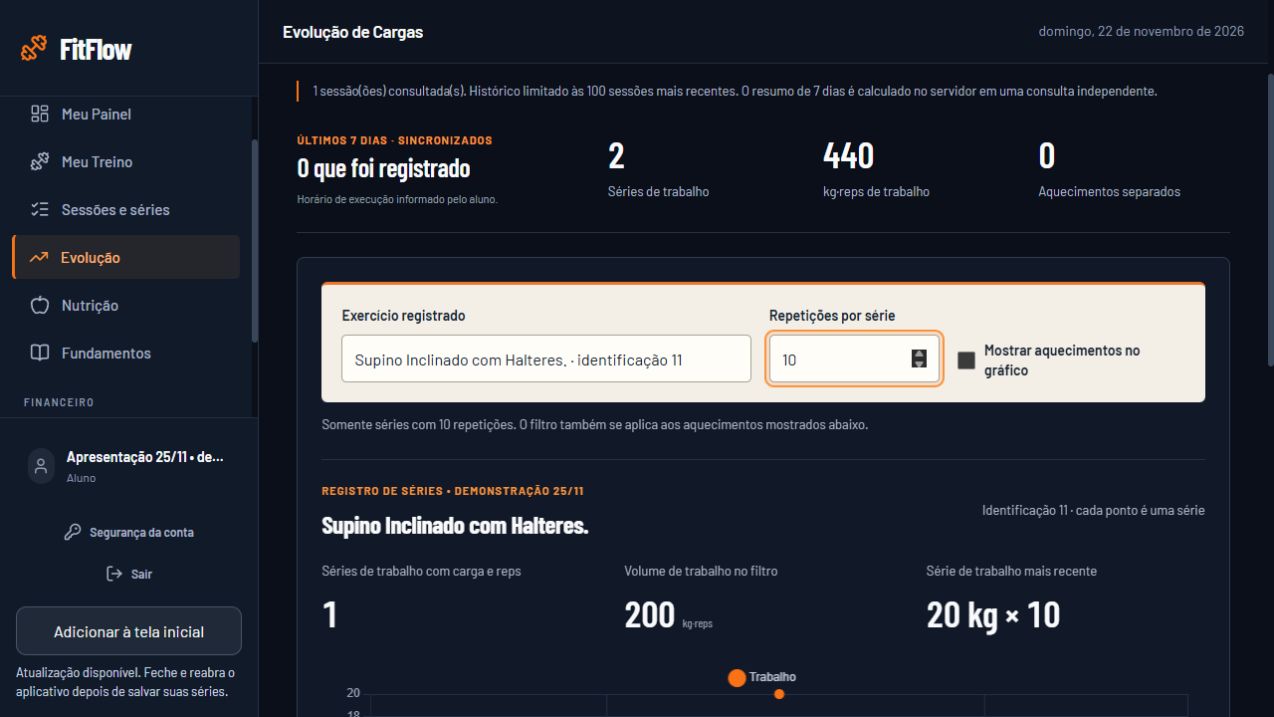 FitFlow
Meu Painel
Meu Treino
Sessões e séries
Evolução
Nutrição
Fundamentos
FINANCEIRO
Apresentação 25/11 • de...
Aluno
Segurança da conta
Sair
Adicionar à tela inicial
Atualização disponível. Feche e reabra o
aplicativo depois de salvar suas séries.
Evolução de Cargas
domingo, 22 de novembro de 2026
1 sessão(ões) consultada(s). Histórico limitado às 100 sessões mais recentes. O resumo de 7 dias é calculado no servidor em uma consulta independente.
ÚLTIMOS 7 DIAS · SINCRONIZADOS
O que foi registrado
Horário de execução informado pelo aluno.
2
Séries de trabalho
440
kg·reps de trabalho
0
Aquecimentos separados
Exercício registrado
Supino Inclinado com Halteres. · identificação 11
Repetições por série
10
Mostrar aquecimentos no
gráfico
Somente séries com 10 repetições. O filtro também se aplica aos aquecimentos mostrados abaixo.
REGISTRO DE SÉRIES • DEMONSTRAÇÃO 25/11
Supino Inclinado com Halteres.
Identificação 11 · cada ponto é uma série
Séries de trabalho com carga e reps
1
Volume de trabalho no filtro
200 kg·reps
Série de trabalho mais recente
20 kg × 10
Trabalho
20
18